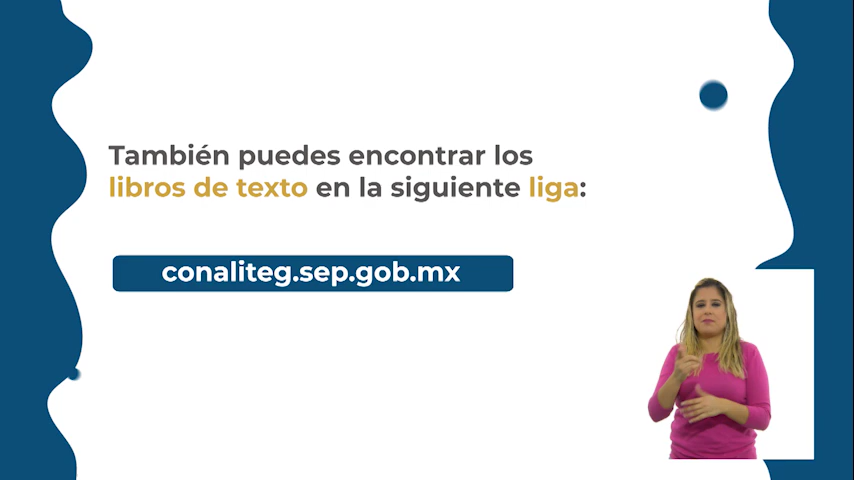 También puedes encontrar los
libros de texto en la siguiente liga:
conaliteg.sep.gob.mx